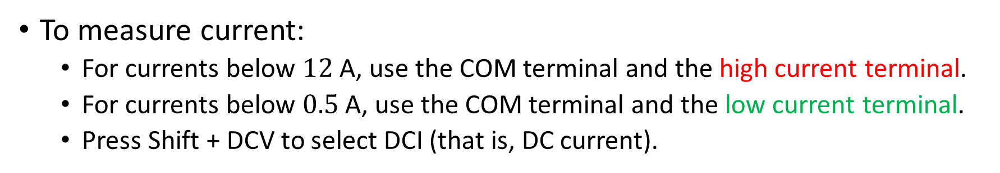 • To measure current:
• For currents below 12 A, use the COM terminal and the high current terminal.
• For currents below 0.5 A, use the COM terminal and the low current terminal.
• Press Shift + DCV to select DCI (that is, DC current).